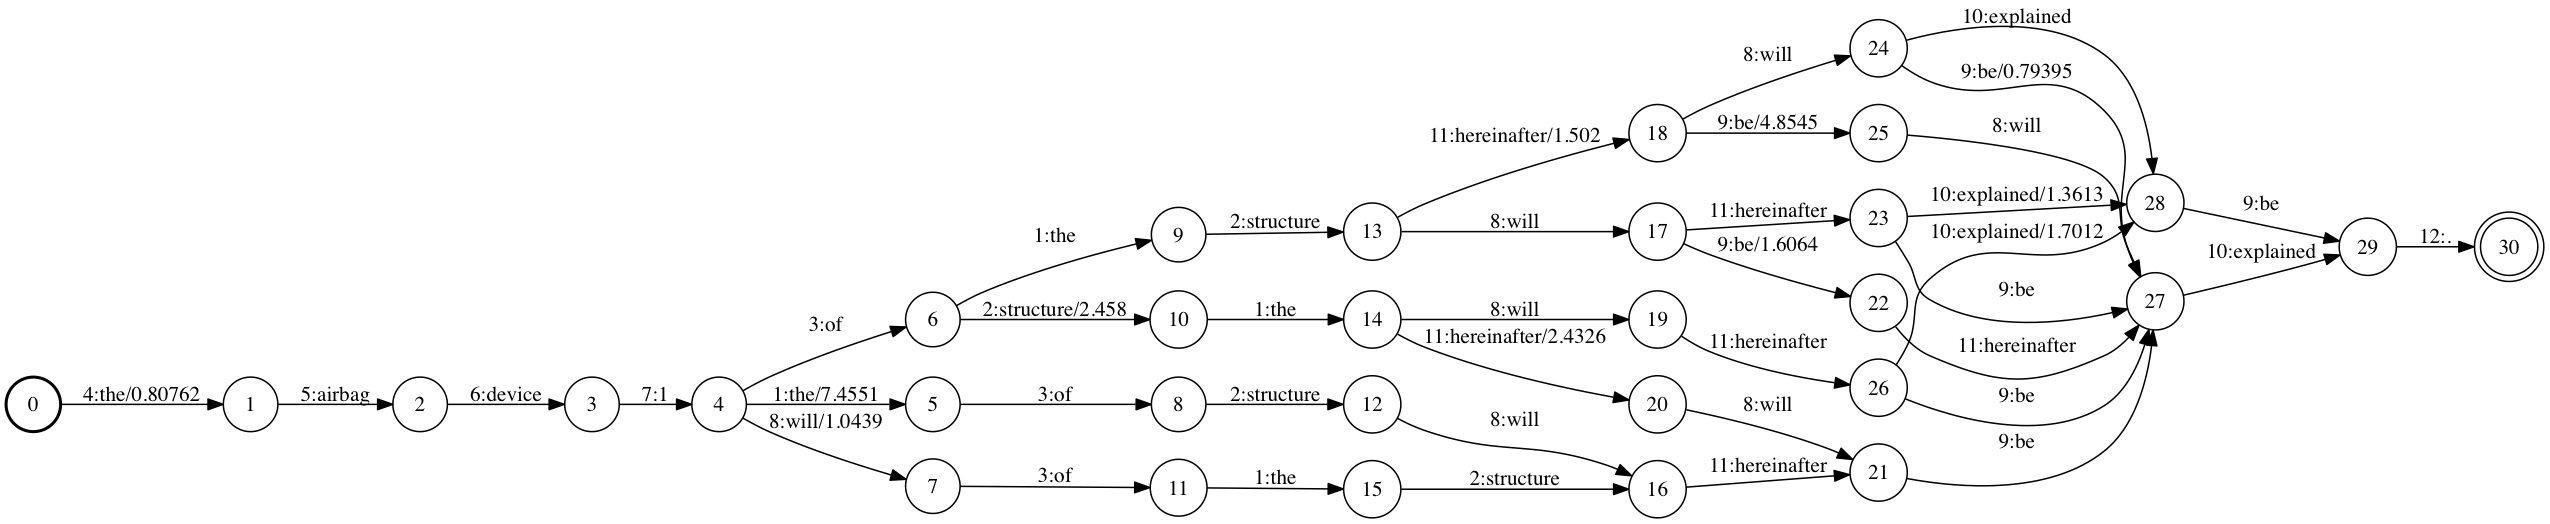 10:explained
24
8:will
9:be/0.79395
11:hereinafter/1.502
18
9:be/4.8545
25
8:will
10:explained/1.3613
28
9:be
1:the
9
2:structure
13
8:will
17
11:hereinafter
23
9:be/1.6064
10:explained/1.7012
10:explained
29
12:.
30
3:of
6
2:structure/2.458
10
1:the
14
8:will
19
22
9:be
27
11:hereinafter/2.4326
11:hereinafter
11:hereinafter
0
4:the/0.80762
1
5:airbag
2
6:device
3
7:1
4
1:the/7.4551
5
3:of
8
2:structure
12
20
8:will
26
9:be
8:will/1.0439
8:will
7
3:of
11
1:the
15
2:structure
16
11:hereinafter
21
9:be